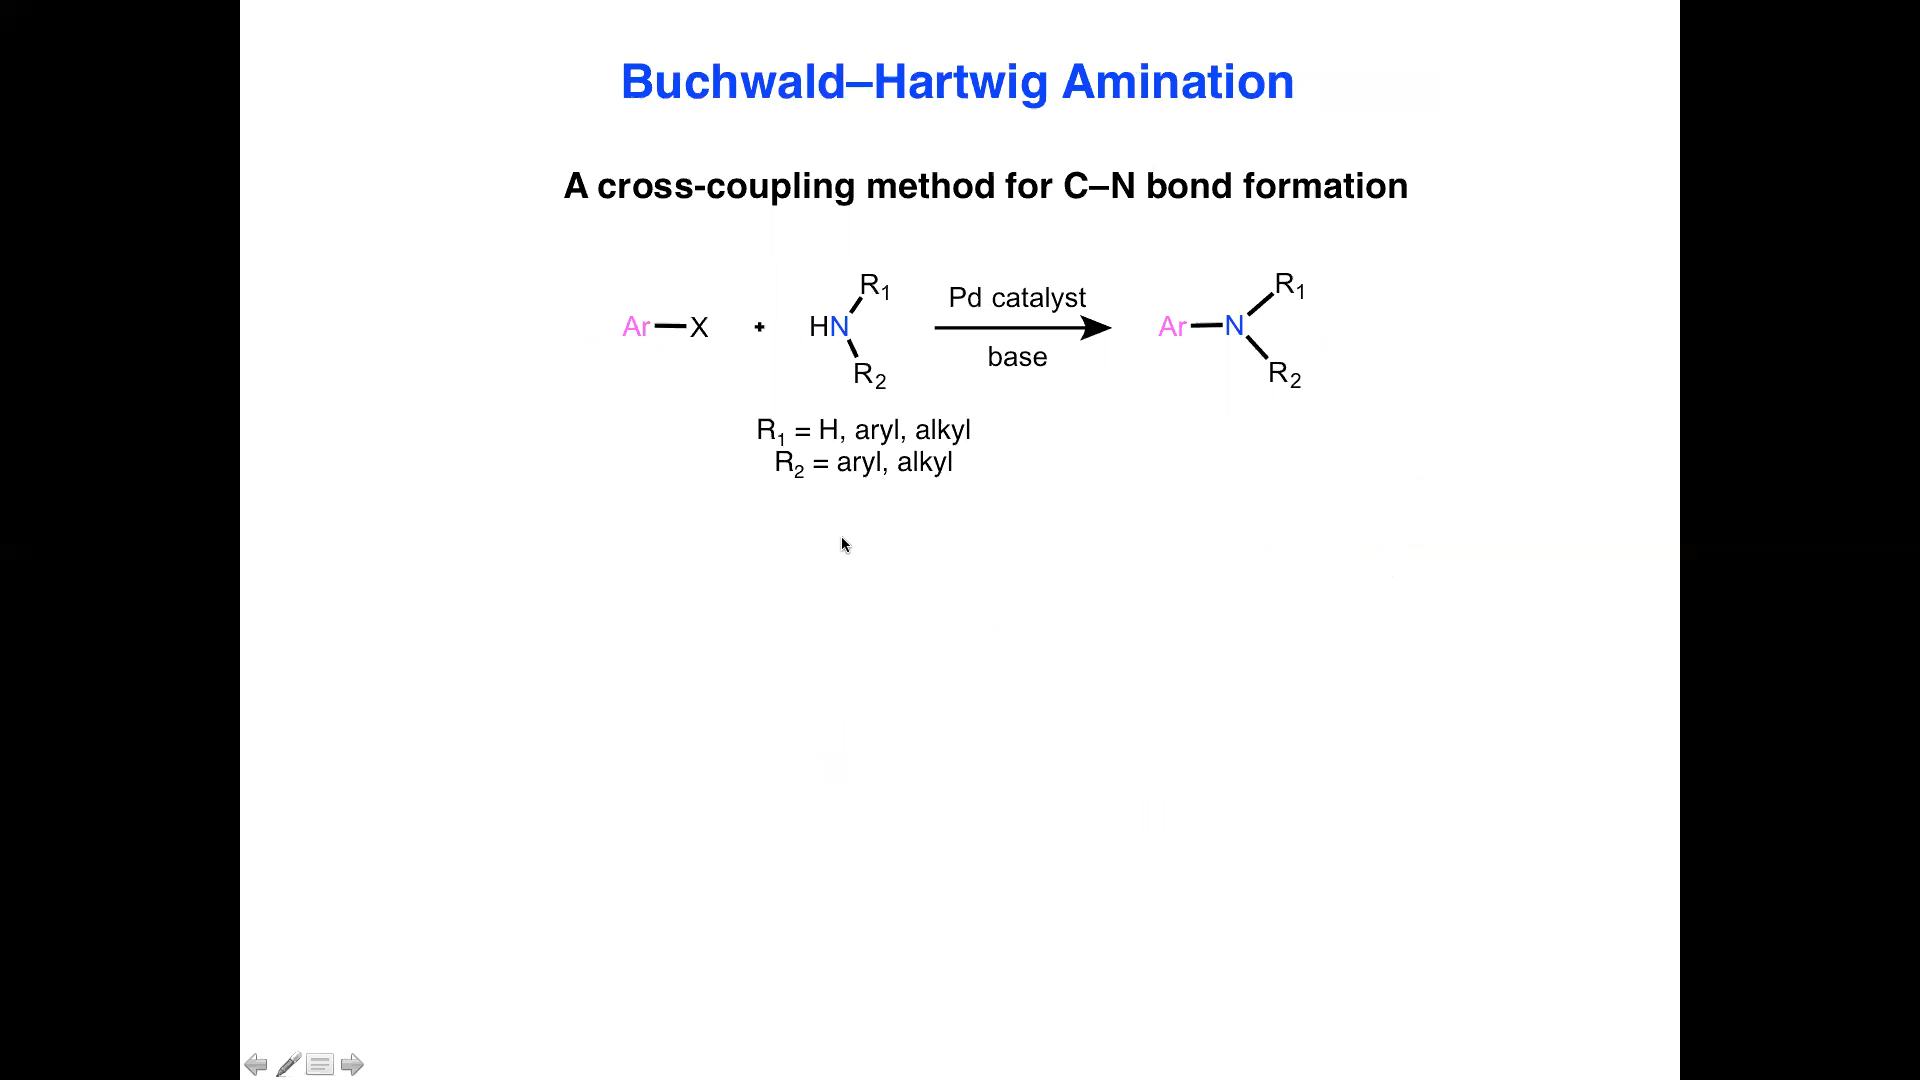 Buchwald–Hartwig Amination
A cross-coupling method for C–N bond formation
Ar—X + HN R₁ R₂ Pd catalyst base Ar—N R₁ R₂
R₁ = H, aryl, alkyl
R₂ = aryl, alkyl